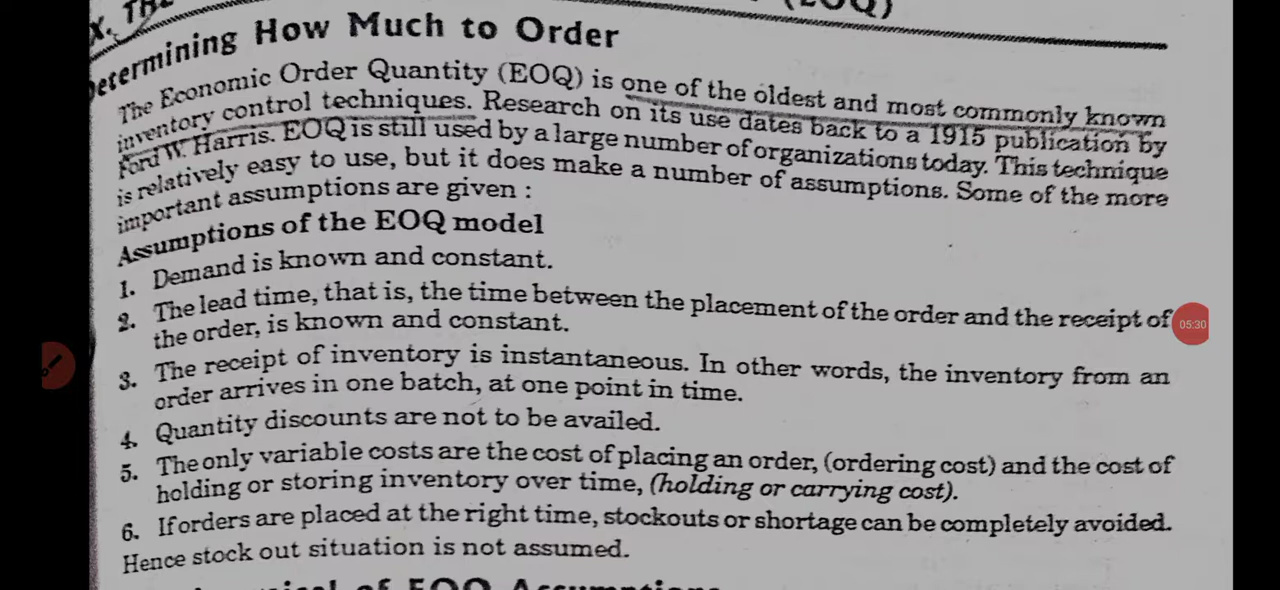 X. Th
(EOQ)
Determining How Much to Order
The Economic Order Quantity (EOQ) is one of the oldest and most commonly known
inventory control techniques. Research on its use dates back to a 1915 publication by
Ford W. Harris. EOQ is still used by a large number of organizations today. This technique
is relatively easy to use, but it does make a number of assumptions. Some of the more
important assumptions are given :
Assumptions of the EOQ model
1. Demand is known and constant.
2. The lead time, that is, the time between the placement of the order and the receipt of
the order, is known and constant.
05:30
3. The receipt of inventory is instantaneous. In other words, the inventory from an
order arrives in one batch, at one point in time.
4. Quantity discounts are not to be availed.
5. The only variable costs are the cost of placing an order, (ordering cost) and the cost of
holding or storing inventory over time, (holding or carrying cost).
6. If orders are placed at the right time, stockouts or shortage can be completely avoided.
Hence stock out situation is not assumed.
of EOQ Assumptions